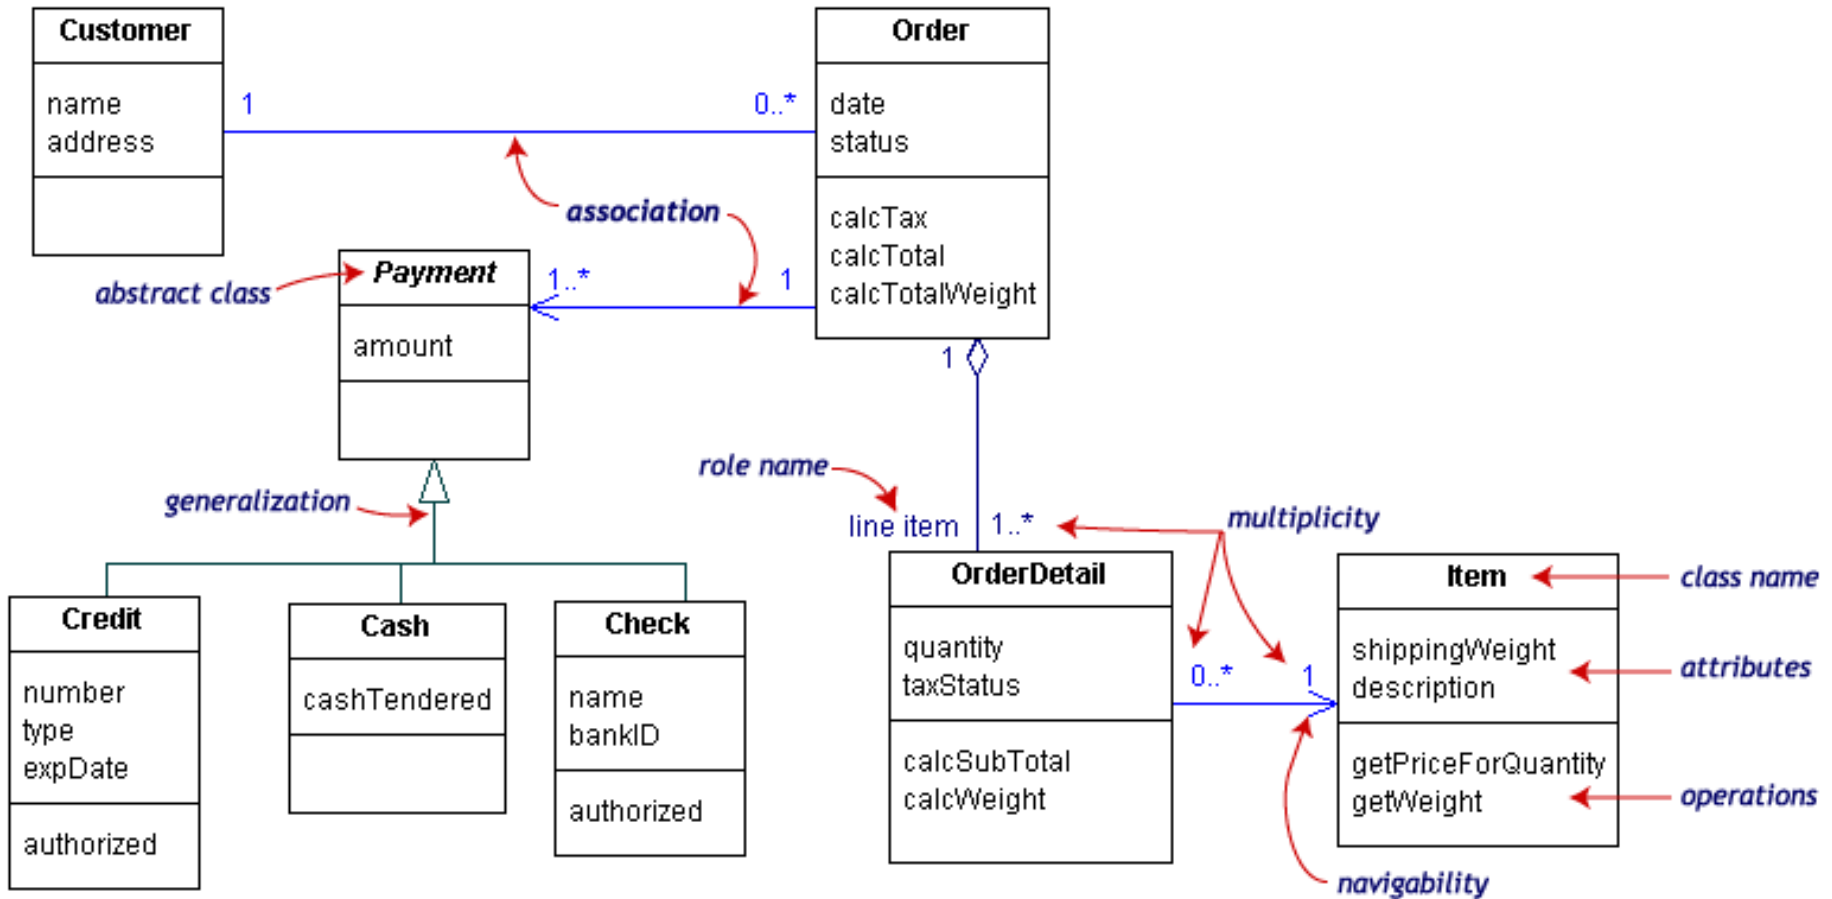 Customer
name
address
1
0..*
Order
date
status
calcTax
calcTotal
calcTotalWeight
association
abstract class
Payment
amount
1..*
1
1
generalization
role name
line item
1..*
multiplicity
Credit
number
type
expDate
authorized
Cash
cashTendered
Check
name
bankID
authorized
OrderDetail
quantity
taxStatus
calcSubTotal
calcWeight
0..*
1
Item
shippingWeight
description
getPriceForQuantity
getWeight
class name
attributes
operations
navigability